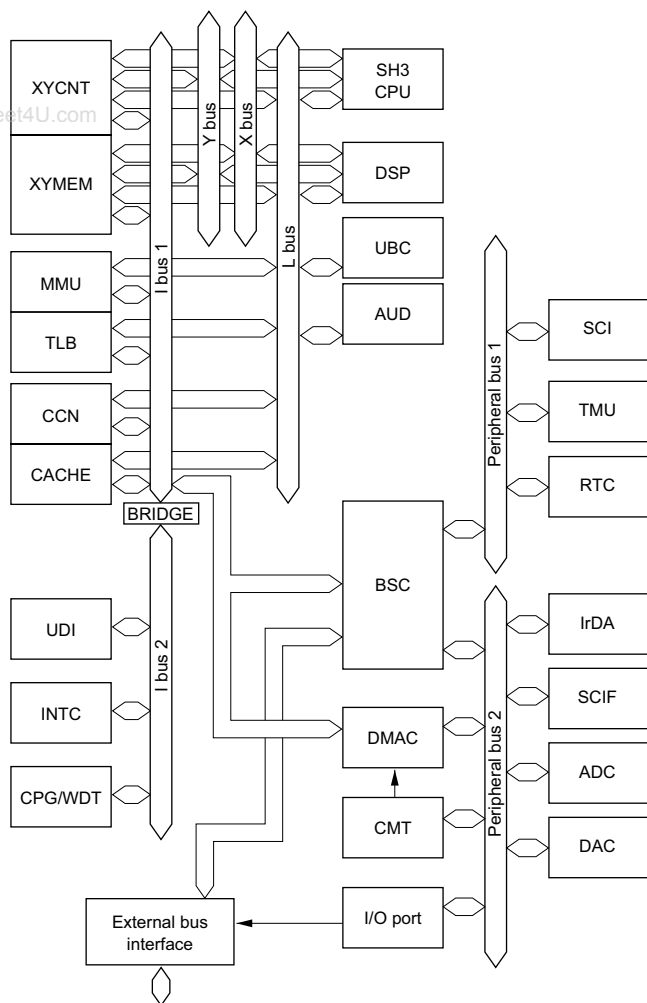 XYCNT
SH3
CPU
eet4U.com
Y bus
X bus
XYMEM
DSP
I bus 1
L bus
UBC
MMU
AUD
TLB
Peripheral bus 1
SCI
TMU
CCN
CACHE
RTC
BRIDGE
BSC
UDI
I bus 2
IrDA
SCIF
INTC
DMAC
Peripheral bus 2
ADC
CPG/WDT
CMT
DAC
External bus
interface
I/O port